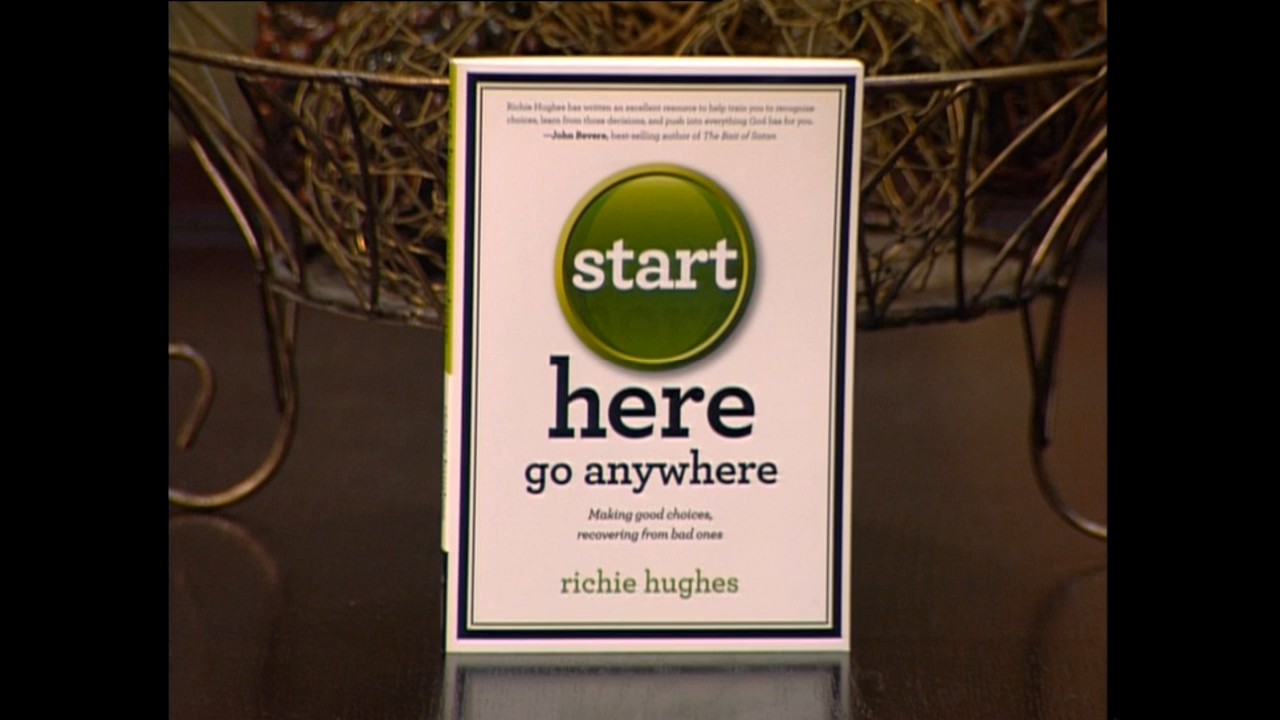 Richie Hughes has written an excellent resource to help train you to recognize
choices, learn from those decisions, and push into everything God has for you.
—John Bevere, best-selling author of The Bait of Satan
start
here
go anywhere
Making good choices,
recovering from bad ones
richie hughes